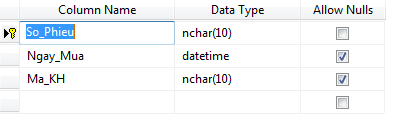 Column Name Data Type Allow Nulls
So_Phieu nchar(10)
Ngay_Mua datetime
Ma_KH nchar(10)